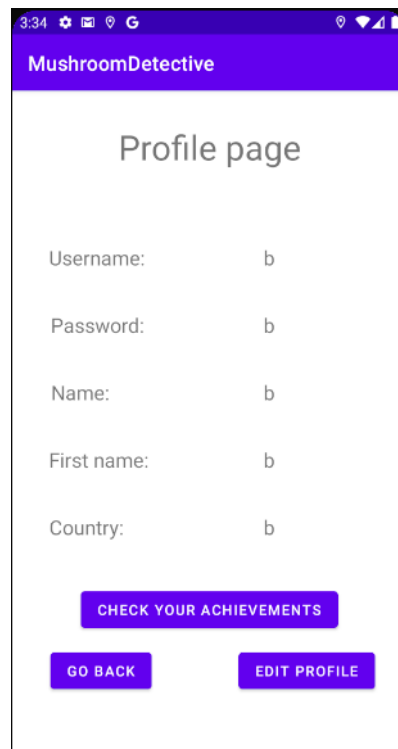 3:34 G
MushroomDetective
Profile page
Username: b
Password: b
Name: b
First name: b
Country: b
CHECK YOUR ACHIEVEMENTS
GO BACK EDIT PROFILE